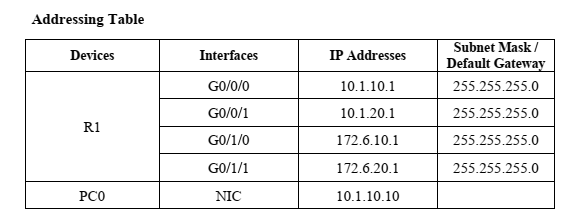 Addressing Table
Devices Interfaces IP Addresses Subnet Mask / Default Gateway
R1 G0/0/0 10.1.10.1 255.255.255.0
G0/0/1 10.1.20.1 255.255.255.0
G0/1/0 172.6.10.1 255.255.255.0
G0/1/1 172.6.20.1 255.255.255.0
PC0 NIC 10.1.10.10